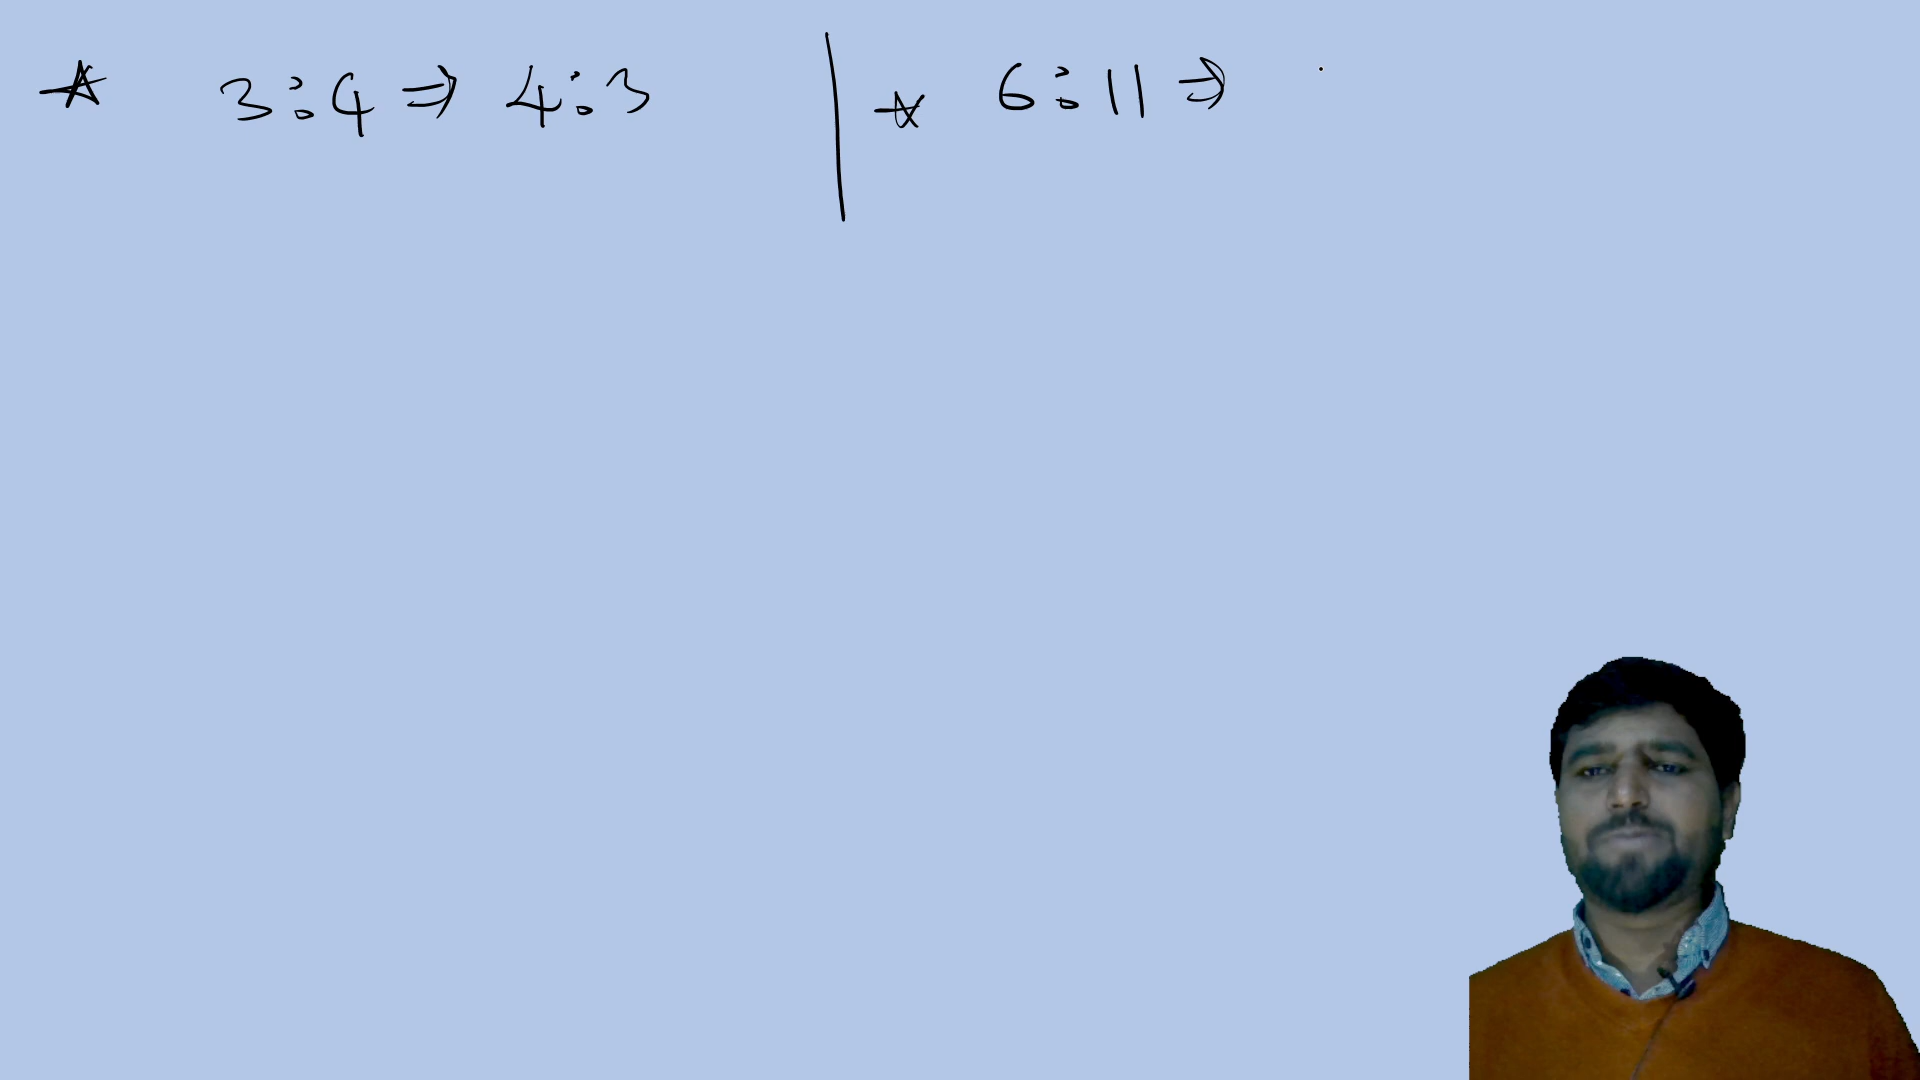 ☆ 3:4 ⇒ 4:3
☆ 6:11 ⇒